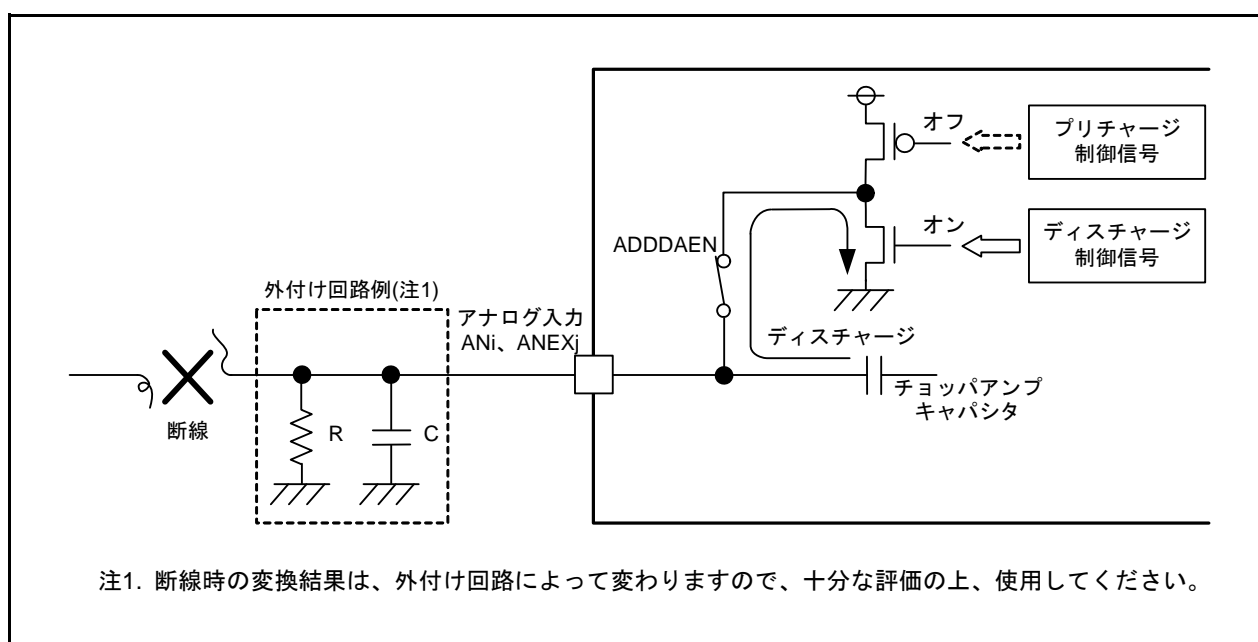 オフ
プリチャージ
制御信号
オン
ディスチャージ
制御信号
ADDDAEN
外付け回路例(注1)
アナログ入力
ANi、ANEXj
ディスチャージ
チョッパアンプ
キャパシタ
断線
R
C
注1. 断線時の変換結果は、外付け回路によって変わりますので、十分な評価の上、使用してください。